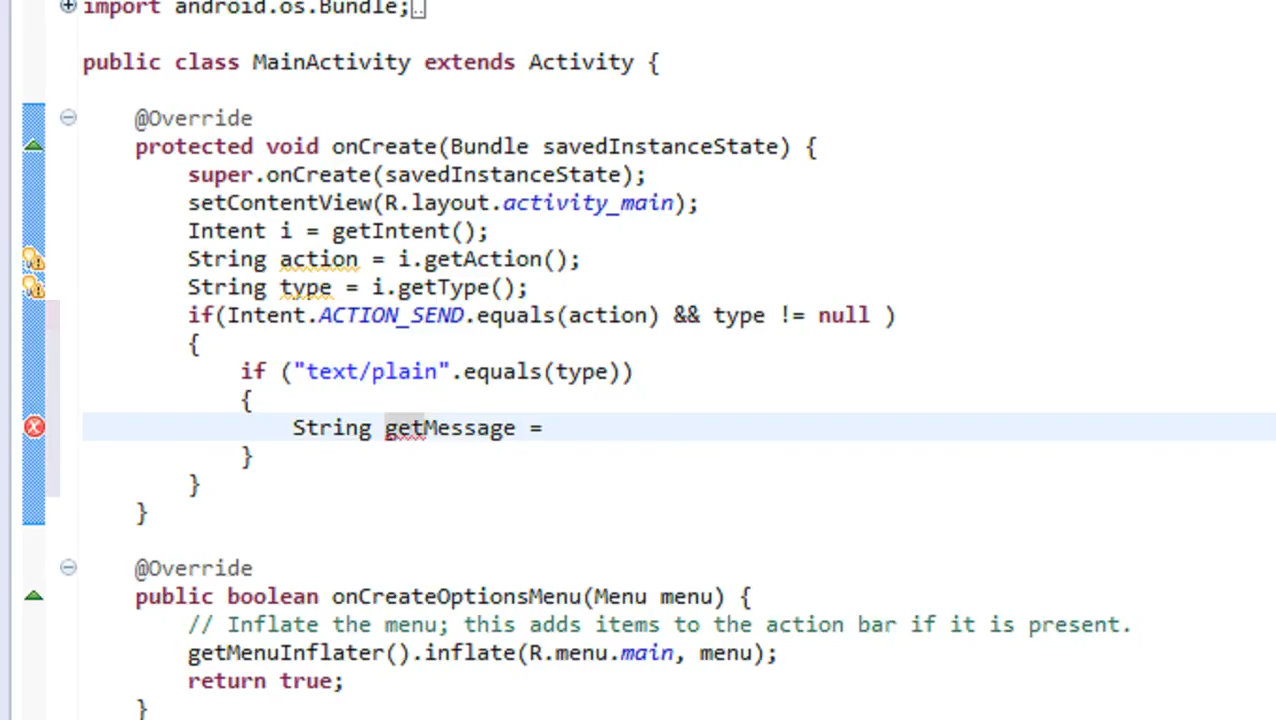 import android.os.Bundle;
public class MainActivity extends Activity {
@Override
protected void onCreate(Bundle savedInstanceState) {
super.onCreate(savedInstanceState);
setContentView(R.layout.activity_main);
Intent i = getIntent();
String action = i.getAction();
String type = i.getType();
if(Intent.ACTION_SEND.equals(action) && type != null )
{
if ("text/plain".equals(type))
{
String getMessage =
}
}
}
@Override
public boolean onCreateOptionsMenu(Menu menu) {
// Inflate the menu; this adds items to the action bar if it is present.
getMenuInflater().inflate(R.menu.main, menu);
return true;
}